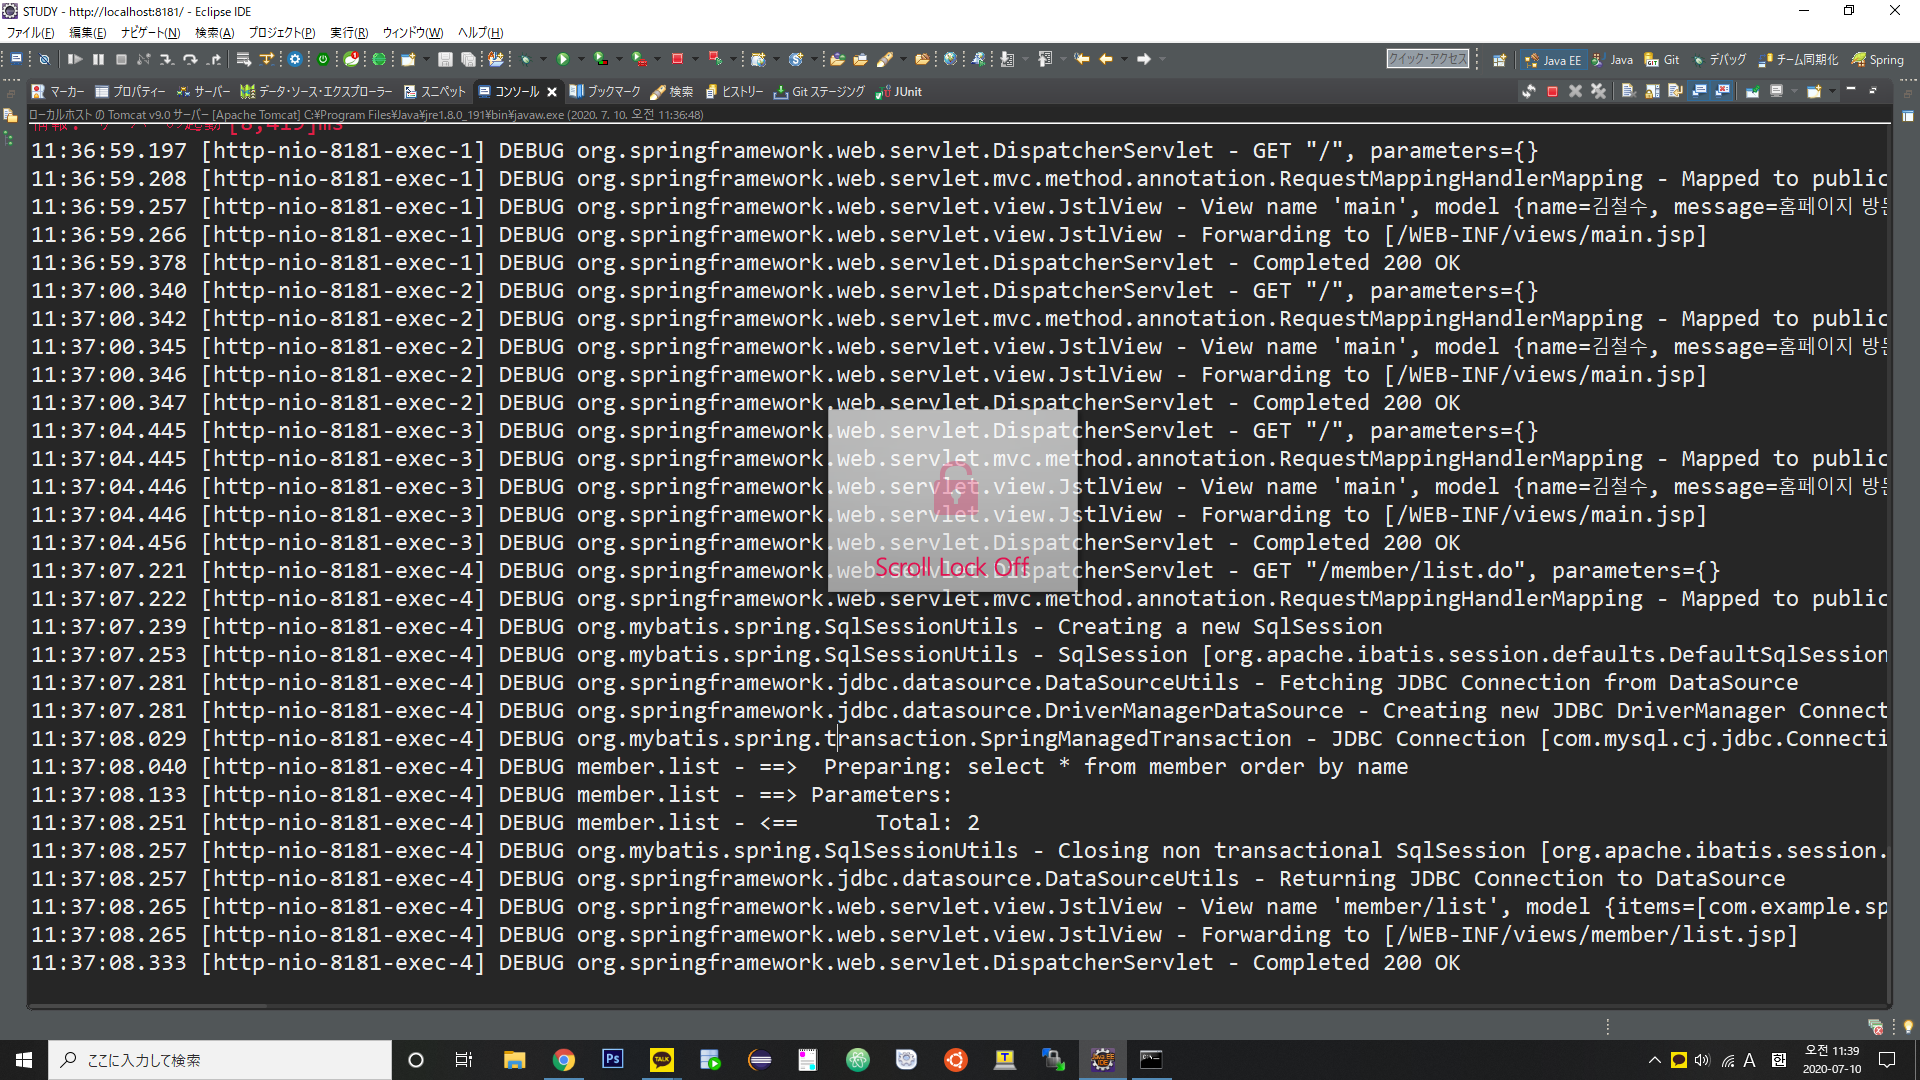 STUDY - http://localhost:8181/ - Eclipse IDE
ファイル(F) 編集(E) ナビゲート(N) 検索(A) プロジェクト(P) 実行(R) ウィンドウ(W) ヘルプ(H)
クイック・アクセス Java EE Java Git デバッグ チーム同期化 Spring
マーカー プロパティー サーバー データ・ソース・エクスプローラー スニペット コンソール ブックマーク 検索 ヒストリー Git ステージング JUnit
ローカルホスト の Tomcat v9.0 サーバー [Apache Tomcat] C:¥Program Files¥Java¥jre1.8.0_191¥bin¥javaw.exe (2020. 7. 10. 오전 11:36:48)
情報: サーバーの起動 [8,419]ms
11:36:59.197 [http-nio-8181-exec-1] DEBUG org.springframework.web.servlet.DispatcherServlet - GET "/", parameters={}
11:36:59.208 [http-nio-8181-exec-1] DEBUG org.springframework.web.servlet.mvc.method.annotation.RequestMappingHandlerMapping - Mapped to public
11:36:59.257 [http-nio-8181-exec-1] DEBUG org.springframework.web.servlet.view.JstlView - View name 'main', model {name=김철수, message=홈페이지 방문
11:36:59.266 [http-nio-8181-exec-1] DEBUG org.springframework.web.servlet.view.JstlView - Forwarding to [/WEB-INF/views/main.jsp]
11:36:59.378 [http-nio-8181-exec-1] DEBUG org.springframework.web.servlet.DispatcherServlet - Completed 200 OK
11:37:00.340 [http-nio-8181-exec-2] DEBUG org.springframework.web.servlet.DispatcherServlet - GET "/", parameters={}
11:37:00.342 [http-nio-8181-exec-2] DEBUG org.springframework.web.servlet.mvc.method.annotation.RequestMappingHandlerMapping - Mapped to public
11:37:00.345 [http-nio-8181-exec-2] DEBUG org.springframework.web.servlet.view.JstlView - View name 'main', model {name=김철수, message=홈페이지 방문
11:37:00.346 [http-nio-8181-exec-2] DEBUG org.springframework.web.servlet.view.JstlView - Forwarding to [/WEB-INF/views/main.jsp]
11:37:00.347 [http-nio-8181-exec-2] DEBUG org.springframework.web.servlet.DispatcherServlet - Completed 200 OK
11:37:04.445 [http-nio-8181-exec-3] DEBUG org.springframework.web.servlet.DispatcherServlet - GET "/", parameters={}
11:37:04.445 [http-nio-8181-exec-3] DEBUG org.springframework.web.servlet.mvc.method.annotation.RequestMappingHandlerMapping - Mapped to public
11:37:04.446 [http-nio-8181-exec-3] DEBUG org.springframework.web.servlet.view.JstlView - View name 'main', model {name=김철수, message=홈페이지 방문
11:37:04.446 [http-nio-8181-exec-3] DEBUG org.springframework.web.servlet.view.JstlView - Forwarding to [/WEB-INF/views/main.jsp]
11:37:04.456 [http-nio-8181-exec-3] DEBUG org.springframework.web.servlet.DispatcherServlet - Completed 200 OK
11:37:07.221 [http-nio-8181-exec-4] DEBUG org.springframework.web.servlet.DispatcherServlet - GET "/member/list.do", parameters={}
Scroll Lock Off
11:37:07.222 [http-nio-8181-exec-4] DEBUG org.springframework.web.servlet.mvc.method.annotation.RequestMappingHandlerMapping - Mapped to public
11:37:07.239 [http-nio-8181-exec-4] DEBUG org.mybatis.spring.SqlSessionUtils - Creating a new SqlSession
11:37:07.253 [http-nio-8181-exec-4] DEBUG org.mybatis.spring.SqlSessionUtils - SqlSession [org.apache.ibatis.session.defaults.DefaultSqlSession
11:37:07.281 [http-nio-8181-exec-4] DEBUG org.springframework.jdbc.datasource.DataSourceUtils - Fetching JDBC Connection from DataSource
11:37:07.281 [http-nio-8181-exec-4] DEBUG org.springframework.jdbc.datasource.DriverManagerDataSource - Creating new JDBC DriverManager Connect
11:37:08.029 [http-nio-8181-exec-4] DEBUG org.mybatis.spring.transaction.SpringManagedTransaction - JDBC Connection [com.mysql.cj.jdbc.Connecti
11:37:08.040 [http-nio-8181-exec-4] DEBUG member.list - ==>  Preparing: select * from member order by name
11:37:08.133 [http-nio-8181-exec-4] DEBUG member.list - ==> Parameters:
11:37:08.251 [http-nio-8181-exec-4] DEBUG member.list - <==      Total: 2
11:37:08.257 [http-nio-8181-exec-4] DEBUG org.mybatis.spring.SqlSessionUtils - Closing non transactional SqlSession [org.apache.ibatis.session.
11:37:08.257 [http-nio-8181-exec-4] DEBUG org.springframework.jdbc.datasource.DataSourceUtils - Returning JDBC Connection to DataSource
11:37:08.265 [http-nio-8181-exec-4] DEBUG org.springframework.web.servlet.view.JstlView - View name 'member/list', model {items=[com.example.sp
11:37:08.265 [http-nio-8181-exec-4] DEBUG org.springframework.web.servlet.view.JstlView - Forwarding to [/WEB-INF/views/member/list.jsp]
11:37:08.333 [http-nio-8181-exec-4] DEBUG org.springframework.web.servlet.DispatcherServlet - Completed 200 OK
ここに入力して検索
A
오전 11:39
2020-07-10